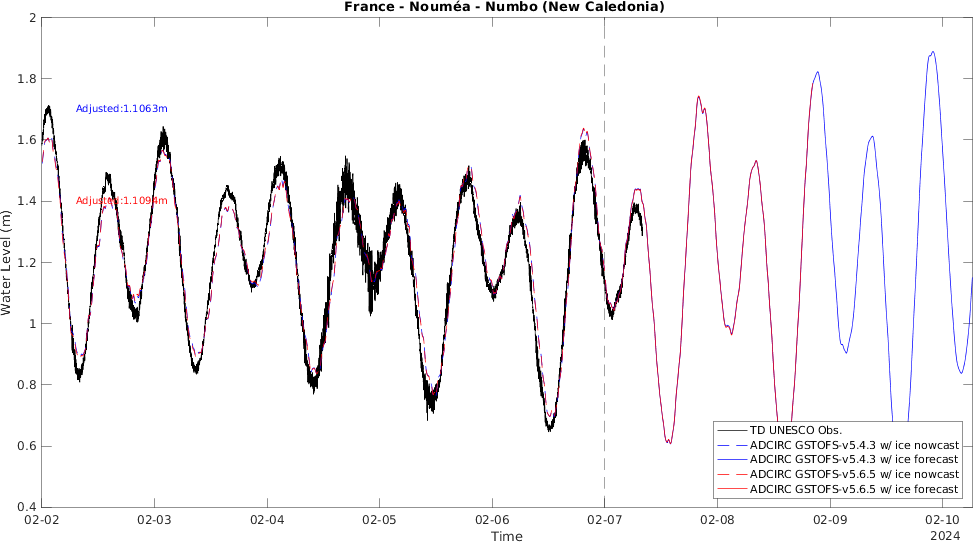 France - Nouméa - Numbo (New Caledonia)
2
1.8
1.6
1.4
1.2
1
0.8
0.6
0.4
Water Level (m)
Adjusted:1.1063m
Adjusted:1.1094m
TD UNESCO Obs.
ADCIRC GSTOFS-v5.4.3 w/ ice nowcast
ADCIRC GSTOFS-v5.4.3 w/ ice forecast
ADCIRC GSTOFS-v5.6.5 w/ ice nowcast
ADCIRC GSTOFS-v5.6.5 w/ ice forecast
02-02 02-03 02-04 02-05 02-06 02-07 02-08 02-09 02-10
2024
Time